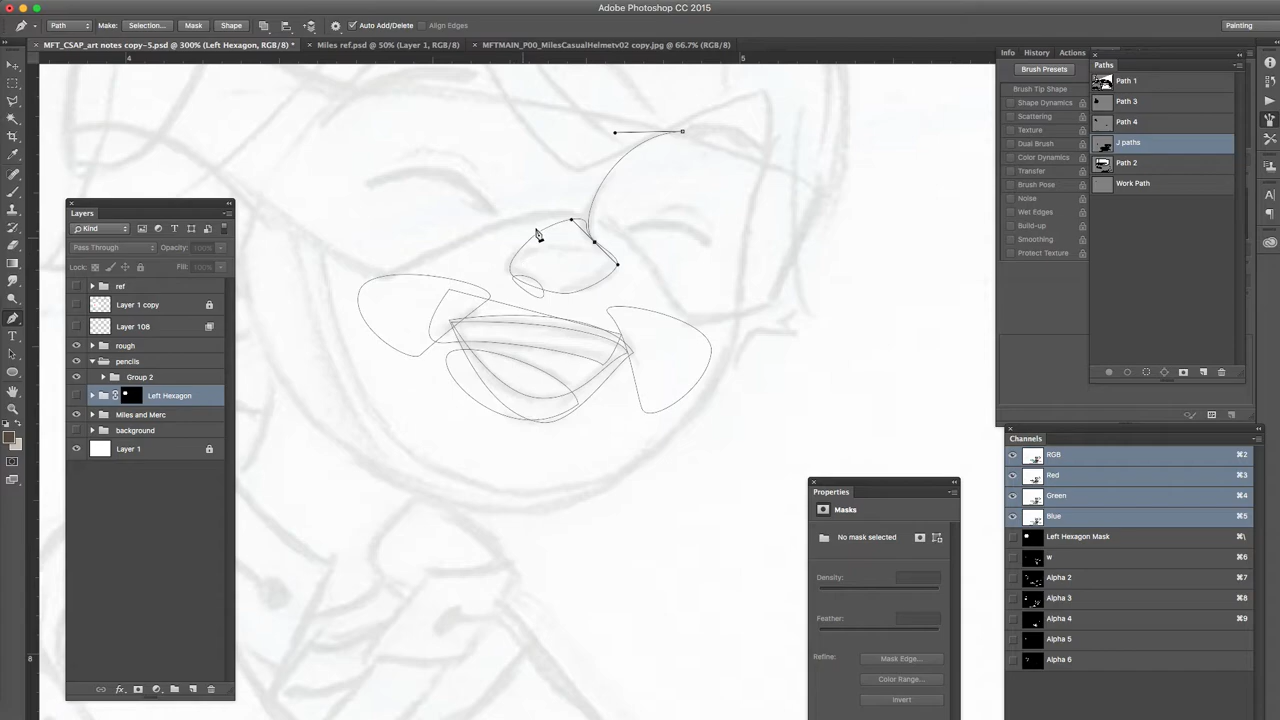 Adobe Photoshop CC 2015
Path Make: Selection... Mask Shape Auto Add/Delete Align Edges Painting
MFT_CSAP_art notes copy-5.psd @ 300% (Left Hexagon, RGB/8) * Miles ref.psd @ 50% (Layer 1, RGB/8) MFTMAIN_P00_MilesCasualHelmetv02 copy.jpg @ 66.7% (RGB/8)
4 5
8
Layers
Kind
Pass Through Opacity: 100%
Lock: Fill: 100%
ref
Layer 1 copy
Layer 108
rough
pencils
Group 2
Left Hexagon
Miles and Merc
background
Layer 1
fx
Info History Actions
Brush Presets
Brush Tip Shape
Shape Dynamics
Scattering
Texture
Dual Brush
Color Dynamics
Transfer
Brush Pose
Noise
Wet Edges
Build-up
Smoothing
Protect Texture
Paths
Path 1
Path 3
Path 4
J paths
Path 2
Work Path
Properties
Masks
No mask selected
Density:
Feather:
Refine: Mask Edge...
Color Range...
Invert
Channels
RGB ⌘2
Red ⌘3
Green ⌘4
Blue ⌘5
Left Hexagon Mask ⌘\
w ⌘6
Alpha 2 ⌘7
Alpha 3 ⌘8
Alpha 4 ⌘9
Alpha 5
Alpha 6